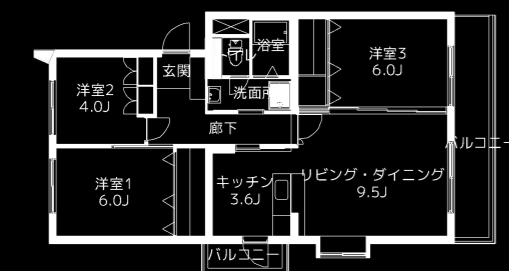 浴室
トイレ
洋室3
6.0J
玄関
洋室2
4.0J
洗面所
廊下
バルコニー
洋室1
6.0J
キッチン
3.6J
リビング・ダイニング
9.5J
バルコニー